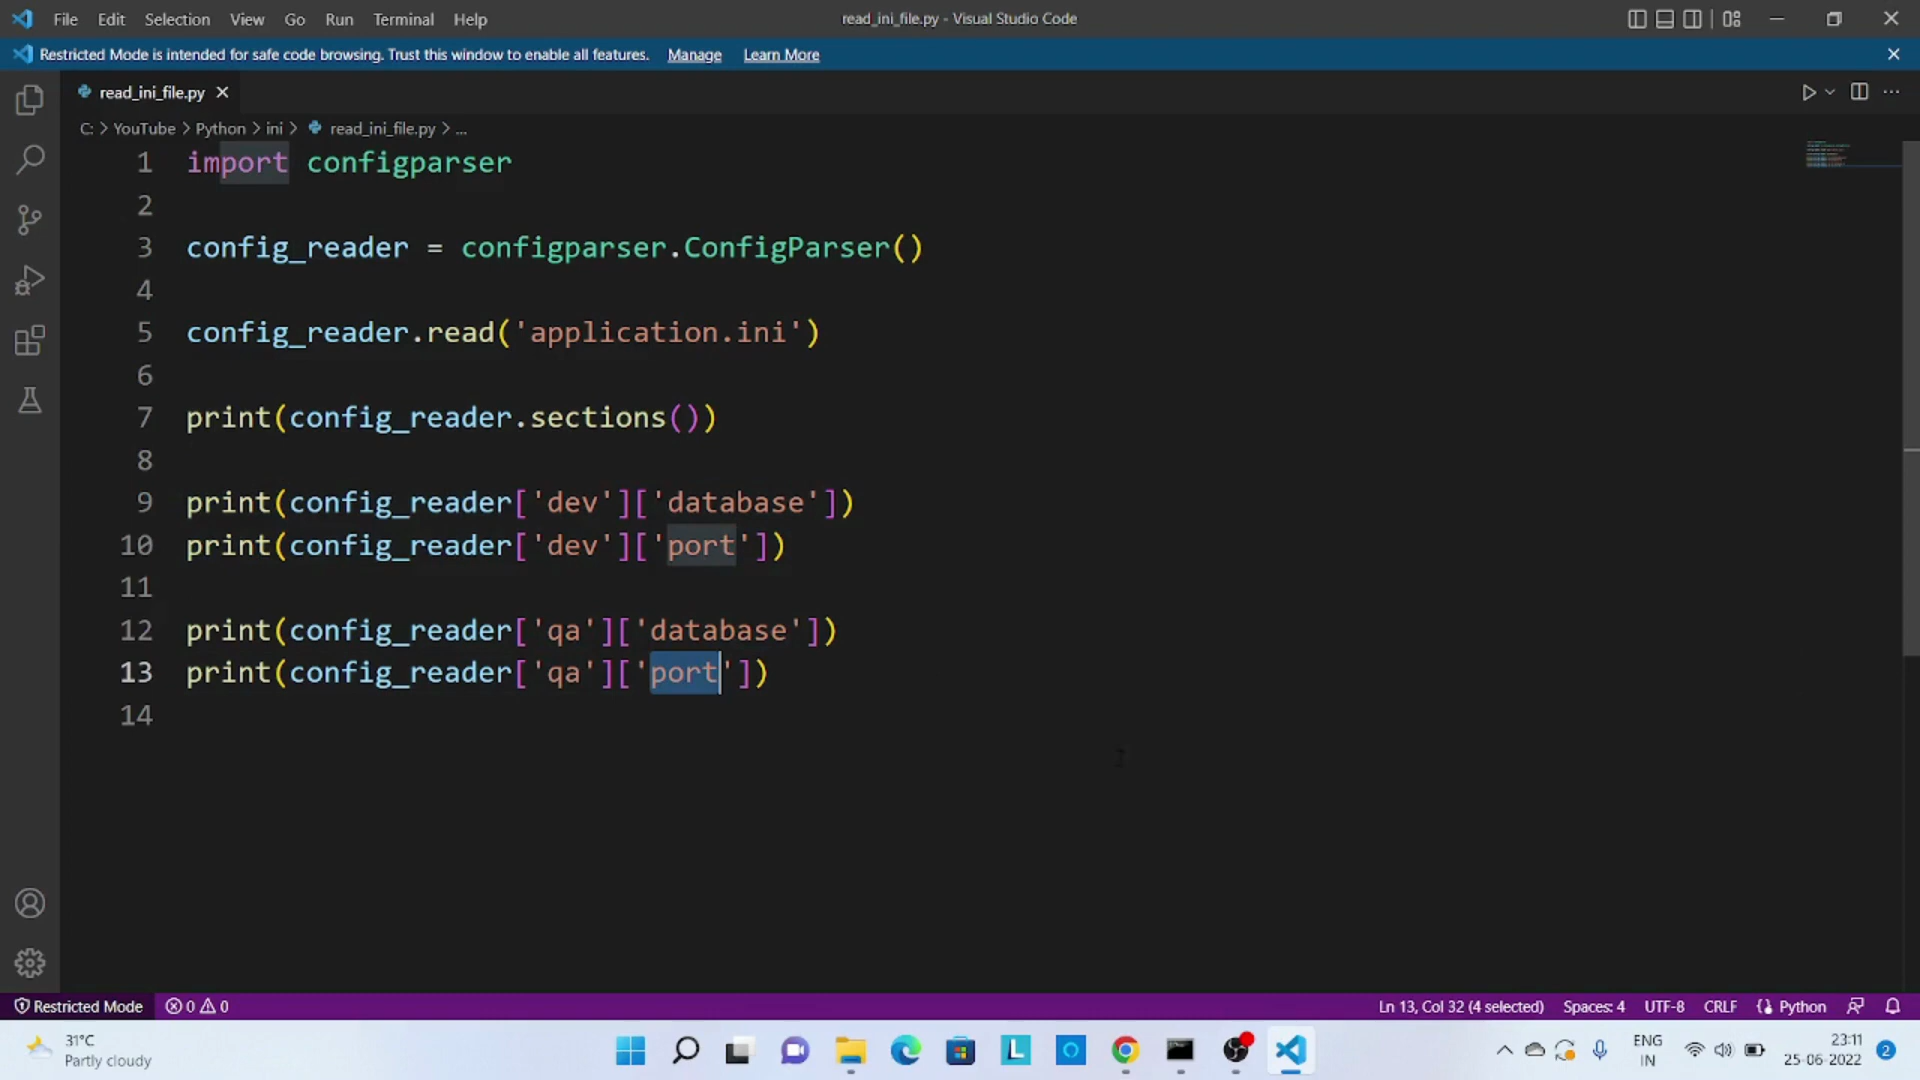 File Edit Selection View Go Run Terminal Help read_ini_file.py - Visual Studio Code
Restricted Mode is intended for safe code browsing. Trust this window to enable all features. Manage Learn More
read_ini_file.py
C: > YouTube > Python > ini > read_ini_file.py > ...
1 import configparser
2
3 config_reader = configparser.ConfigParser()
4
5 config_reader.read('application.ini')
6
7 print(config_reader.sections())
8
9 print(config_reader['dev']['database'])
10 print(config_reader['dev']['port'])
11
12 print(config_reader['qa']['database'])
13 print(config_reader['qa']['port'])
14
Restricted Mode 0 0 Ln 13, Col 32 (4 selected) Spaces: 4 UTF-8 CRLF Python
31°C
Partly cloudy
L
ENG
IN
23:11
25-06-2022
2